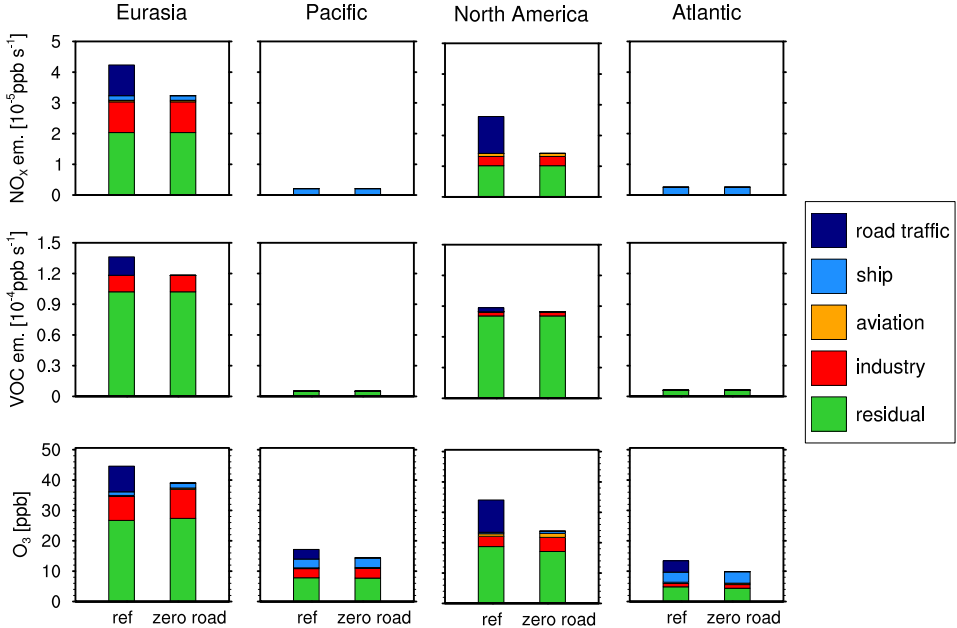 Eurasia Pacific North America Atlantic
NOx em. [10⁻⁵ppb s⁻¹]
5
4
3
2
1
0
VOC em. [10⁻⁴ppb s⁻¹]
1.5
1.2
0.9
0.6
0.3
0
O₃ [ppb]
50
40
30
20
10
0
ref zero road ref zero road ref zero road ref zero road
road traffic
ship
aviation
industry
residual